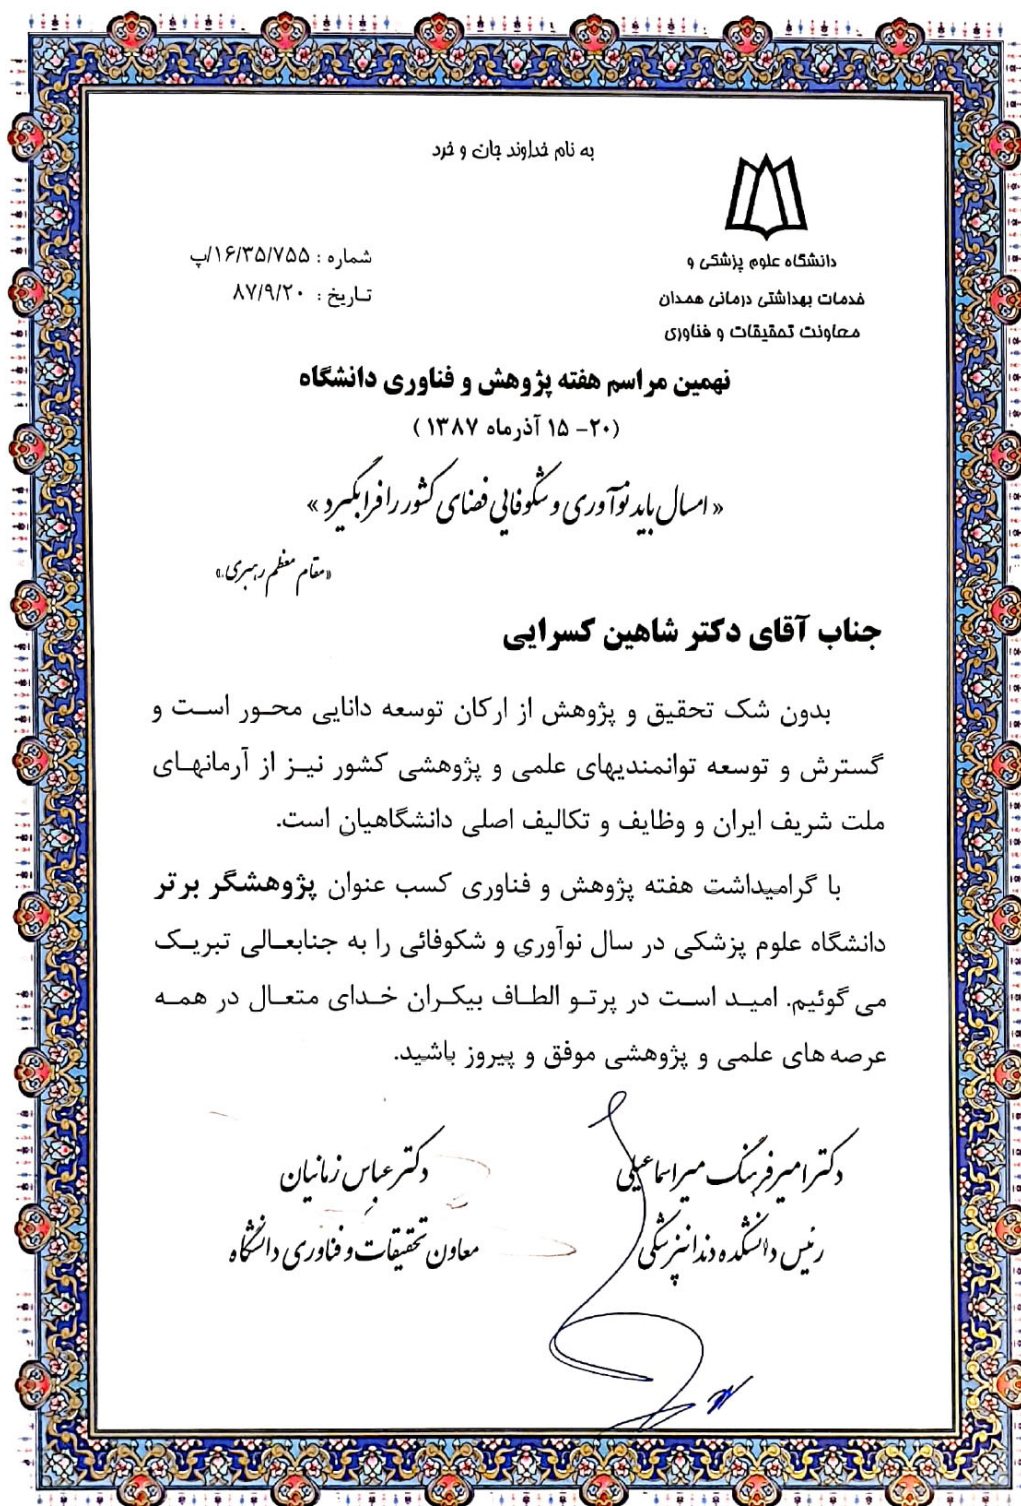 به نام خداوند جان و خرد
دانشگاه علوم پزشکی و
خدمات بهداشتی درمانی همدان
معاونت تحقیقات و فناوری
شماره : ۱۶/۳۵/۷۵۵/پ
تاریخ : ۸۷/۹/۲۰
نهمین مراسم هفته پژوهش و فناوری دانشگاه
(۲۰- ۱۵ آذرماه ۱۳۸۷ )
« امسال باید نوآوری و شکوفایی فضای کشور را فرا بگیرد »
«مقام معظم رهبری»
جناب آقای دکتر شاهین کسرایی
بدون شک تحقیق و پژوهش از ارکان توسعه دانایی محور است و
گسترش و توسعه توانمندیهای علمی و پژوهشی کشور نیز از آرمانهای
ملت شریف ایران و وظایف و تکالیف اصلی دانشگاهیان است.
با گرامیداشت هفته پژوهش و فناوری کسب عنوان پژوهشگر برتر
دانشگاه علوم پزشکی در سال نوآوری و شکوفائی را به جنابعالی تبریک
می گوئیم. امید است در پرتو الطاف بیکران خدای متعال در همه
عرصه های علمی و پژوهشی موفق و پیروز باشید.
دکتر امیرفرهنگ میراسماعیلی
رئیس دانشکده دندانپزشکی
دکتر عباس زمانیان
معاون تحقیقات و فناوری دانشگاه